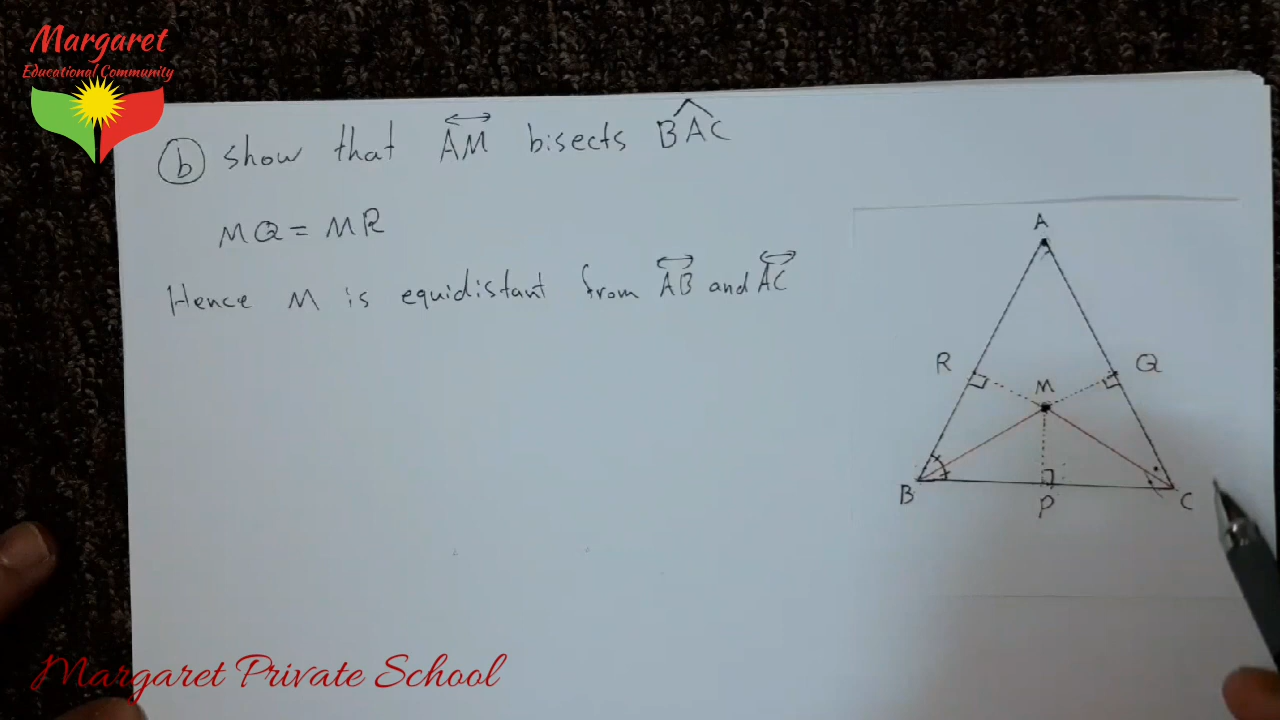 Margaret
Educational Community
b show that AM bisects BAC
MQ = MR
Hence M is equidistant from AB and AC
A
R
Q
M
B
P
C
Margaret Private School